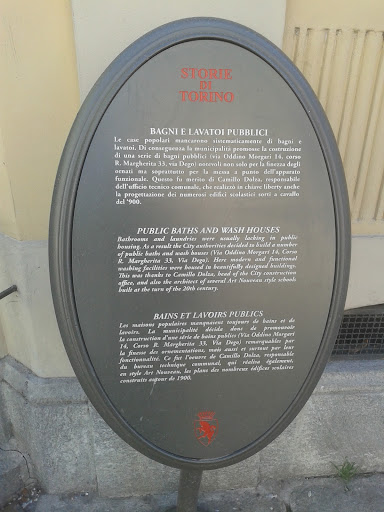 STORIE
DI
TORINO
BAGNI E LAVATOI PUBBLICI
Le case popolari mancavano sistematicamente di bagni e
lavatoi. Di conseguenza la municipalità promosse la costruzione
di una serie di bagni pubblici (via Oddino Morgari 14, corso
R. Margherita 33, via Dego) notevoli non solo per la finezza degli
ornati ma soprattutto per la messa a punto dell'apparato
funzionale. Questo fu merito di Camillo Dolza, responsabile
dell'ufficio tecnico comunale, che realizzò in chiave liberty anche
la progettazione dei numerosi edifici scolastici sorti a cavallo
del '900.
PUBLIC BATHS AND WASH HOUSES
Bathrooms and laundries were usually lacking in public
housing. As a result the City authorities decided to build a number
of public baths and wash houses (Via Oddino Morgari 14, Corso
R. Margherita 33, Via Dego). Here modern and functional
washing facilities were housed in beautifully designed buildings.
This was thanks to Camillo Dolza, head of the City construction
office, and also the architect of several Art Nouveau style schools
built at the turn of the 20th century.
BAINS ET LAVOIRS PUBLICS
Les maisons populaires manquaient toujours de bains et de
lavoirs. La municipalité décida donc de promouvoir
la construction d'une série de bains publics (Via Oddino Morgari
14, Corso R. Margherita 33, Via Dego) remarquables par
la finesse des ornementations, mais aussi et surtout par leur
fonctionnalité. Ce fut l'oeuvre de Camillo Dolza, responsable
du bureau technique communal, qui réalisa également,
en style Art Nouveau, les plans des nombreux édifices scolaires
construits autour de 1900.